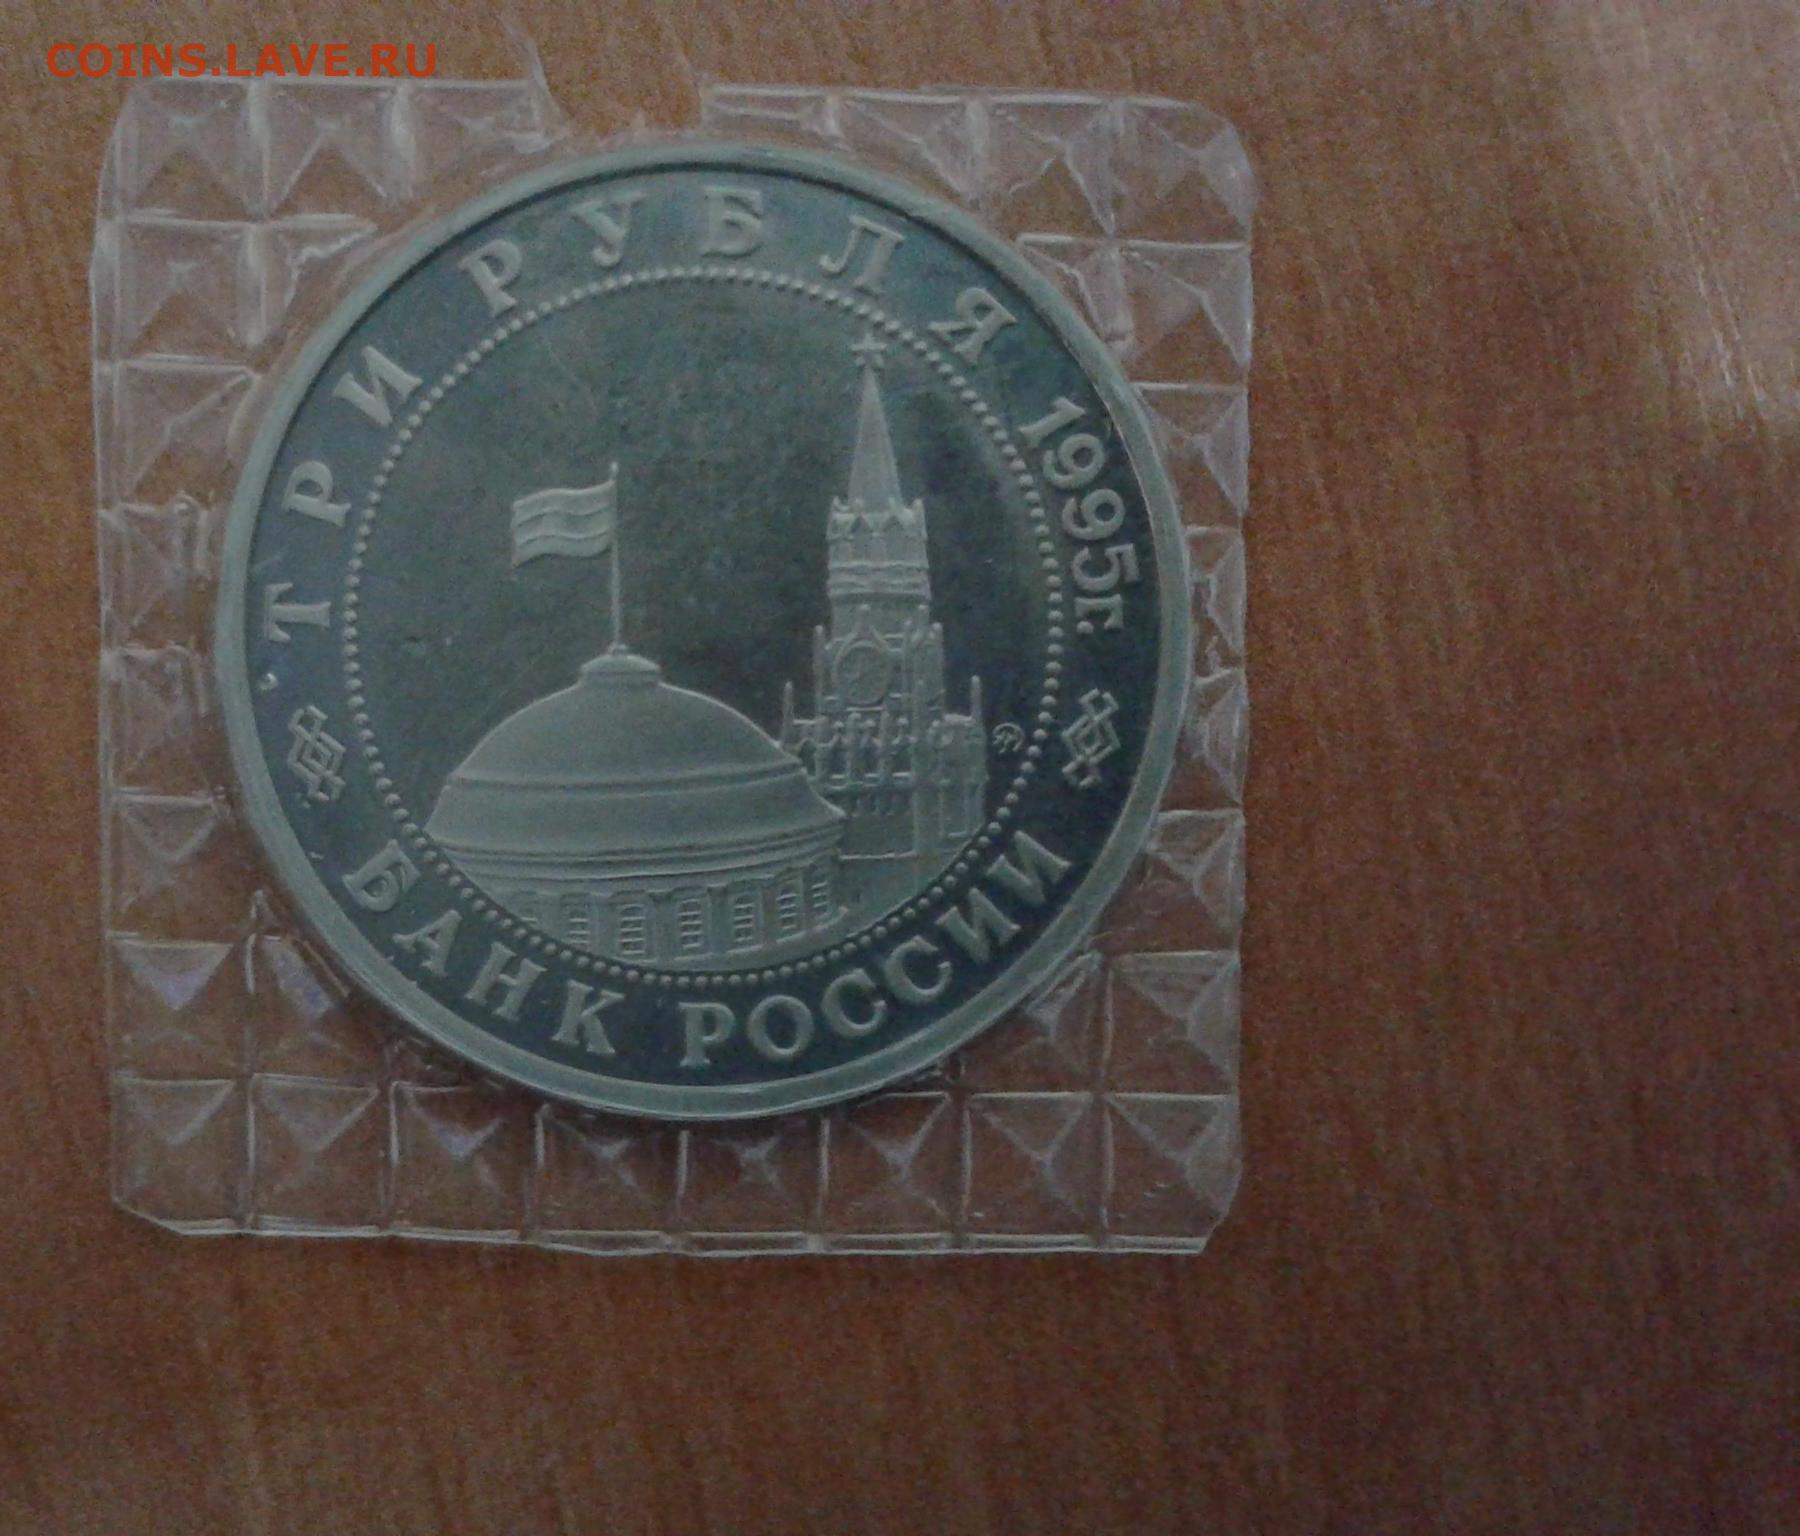 COINS.LAVE.RU
ТРИ РУБЛЯ 1995г.
БАНК РОССИИ